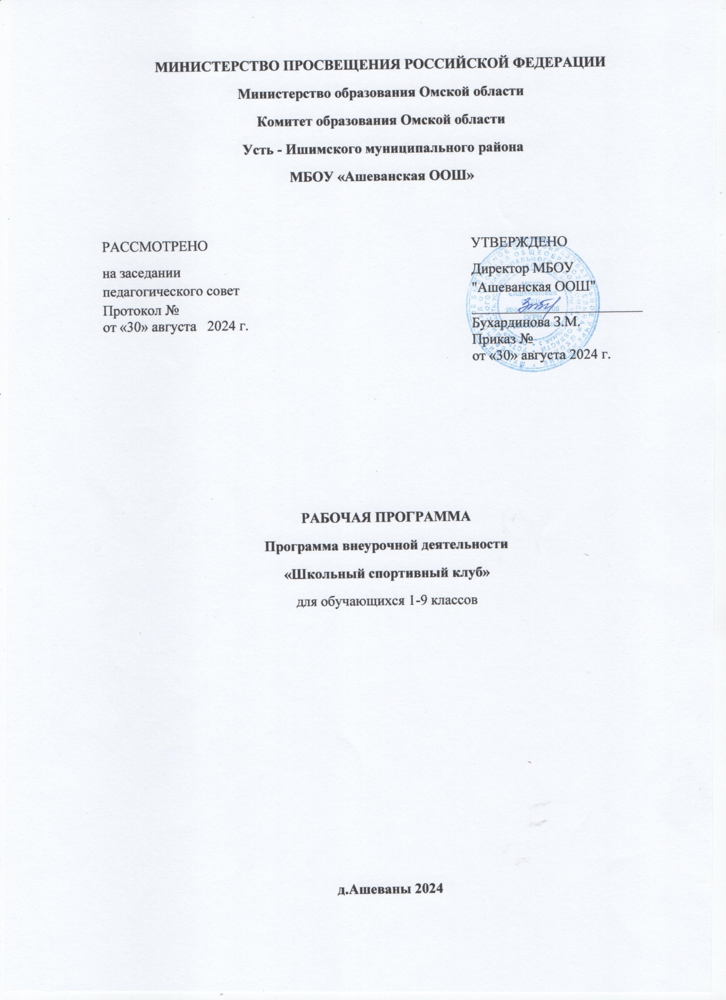 МИНИСТЕРСТВО ПРОСВЕЩЕНИЯ РОССИЙСКОЙ ФЕДЕРАЦИИ
Министерство образования Омской области
Комитет образования Омской области
Усть - Ишимского муниципального района
МБОУ «Ашеванская ООШ»
РАССМОТРЕНО
на заседании
педагогического совет
Протокол №
от «30» августа 2024 г.
УТВЕРЖДЕНО
Директор МБОУ
"Ашеванская ООШ"
Бухардинова З.М.
Приказ №
от «30» августа 2024 г.
РАБОЧАЯ ПРОГРАММА
Программа внеурочной деятельности
«Школьный спортивный клуб»
для обучающихся 1-9 классов
д.Ашеваны 2024